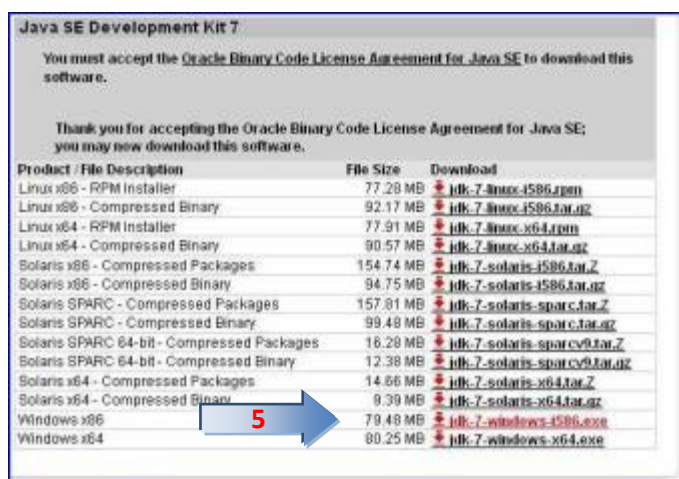 Java SE Development Kit 7
You must accept the Oracle Binary Code License Agreement for Java SE to download this
software.
Thank you for accepting the Oracle Binary Code License Agreement for Java SE;
you may now download this software.
Product / File Description File Size Download
Linux x86 - RPM Installer 77.28 MB jdk-7-linux-i586.rpm
Linux x86 - Compressed Binary 92.17 MB jdk-7-linux-i586.tar.gz
Linux x64 - RPM Installer 77.91 MB jdk-7-linux-x64.rpm
Linux x64 - Compressed Binary 90.57 MB jdk-7-linux-x64.tar.gz
Solaris x86 - Compressed Packages 154.74 MB jdk-7-solaris-i586.tar.Z
Solaris x86 - Compressed Binary 94.75 MB jdk-7-solaris-i586.tar.gz
Solaris SPARC - Compressed Packages 157.81 MB jdk-7-solaris-sparc.tar.Z
Solaris SPARC - Compressed Binary 99.48 MB jdk-7-solaris-sparc.tar.gz
Solaris SPARC 64-bit - Compressed Packages 16.28 MB jdk-7-solaris-sparcv9.tar.Z
Solaris SPARC 64-bit - Compressed Binary 12.38 MB jdk-7-solaris-sparcv9.tar.gz
Solaris x64 - Compressed Packages 14.66 MB jdk-7-solaris-x64.tar.Z
Solaris x64 - Compressed Binary 9.39 MB jdk-7-solaris-x64.tar.gz
Windows x86 5 79.48 MB jdk-7-windows-i586.exe
Windows x64 80.25 MB jdk-7-windows-x64.exe